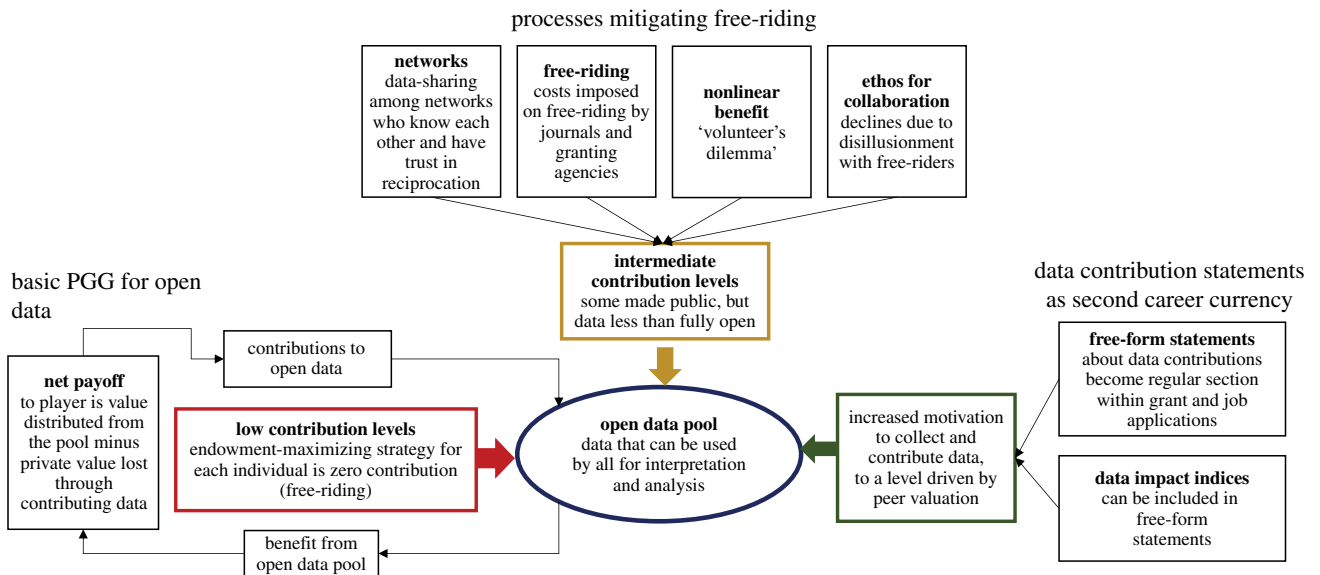 processes mitigating free-riding
networks
data-sharing
among networks
who know each
other and have
trust in
reciprocation
free-riding
costs imposed
on free-riding by
journals and
granting
agencies
nonlinear
benefit
‘volunteer’s
dilemma’
ethos for
collaboration
declines due to
disillusionment
with free-riders
intermediate
contribution levels
some made public, but
data less than fully open
basic PGG for open
data
net payoff
to player is value
distributed from
the pool minus
private value lost
through
contributing data
contributions to
open data
low contribution levels
endowment-maximizing strategy for
each individual is zero contribution
(free-riding)
benefit from
open data pool
open data pool
data that can be used
by all for interpretation
and analysis
data contribution statements
as second career currency
increased motivation
to collect and
contribute data,
to a level driven by
peer valuation
free-form statements
about data contributions
become regular section
within grant and job
applications
data impact indices
can be included in
free-form
statements